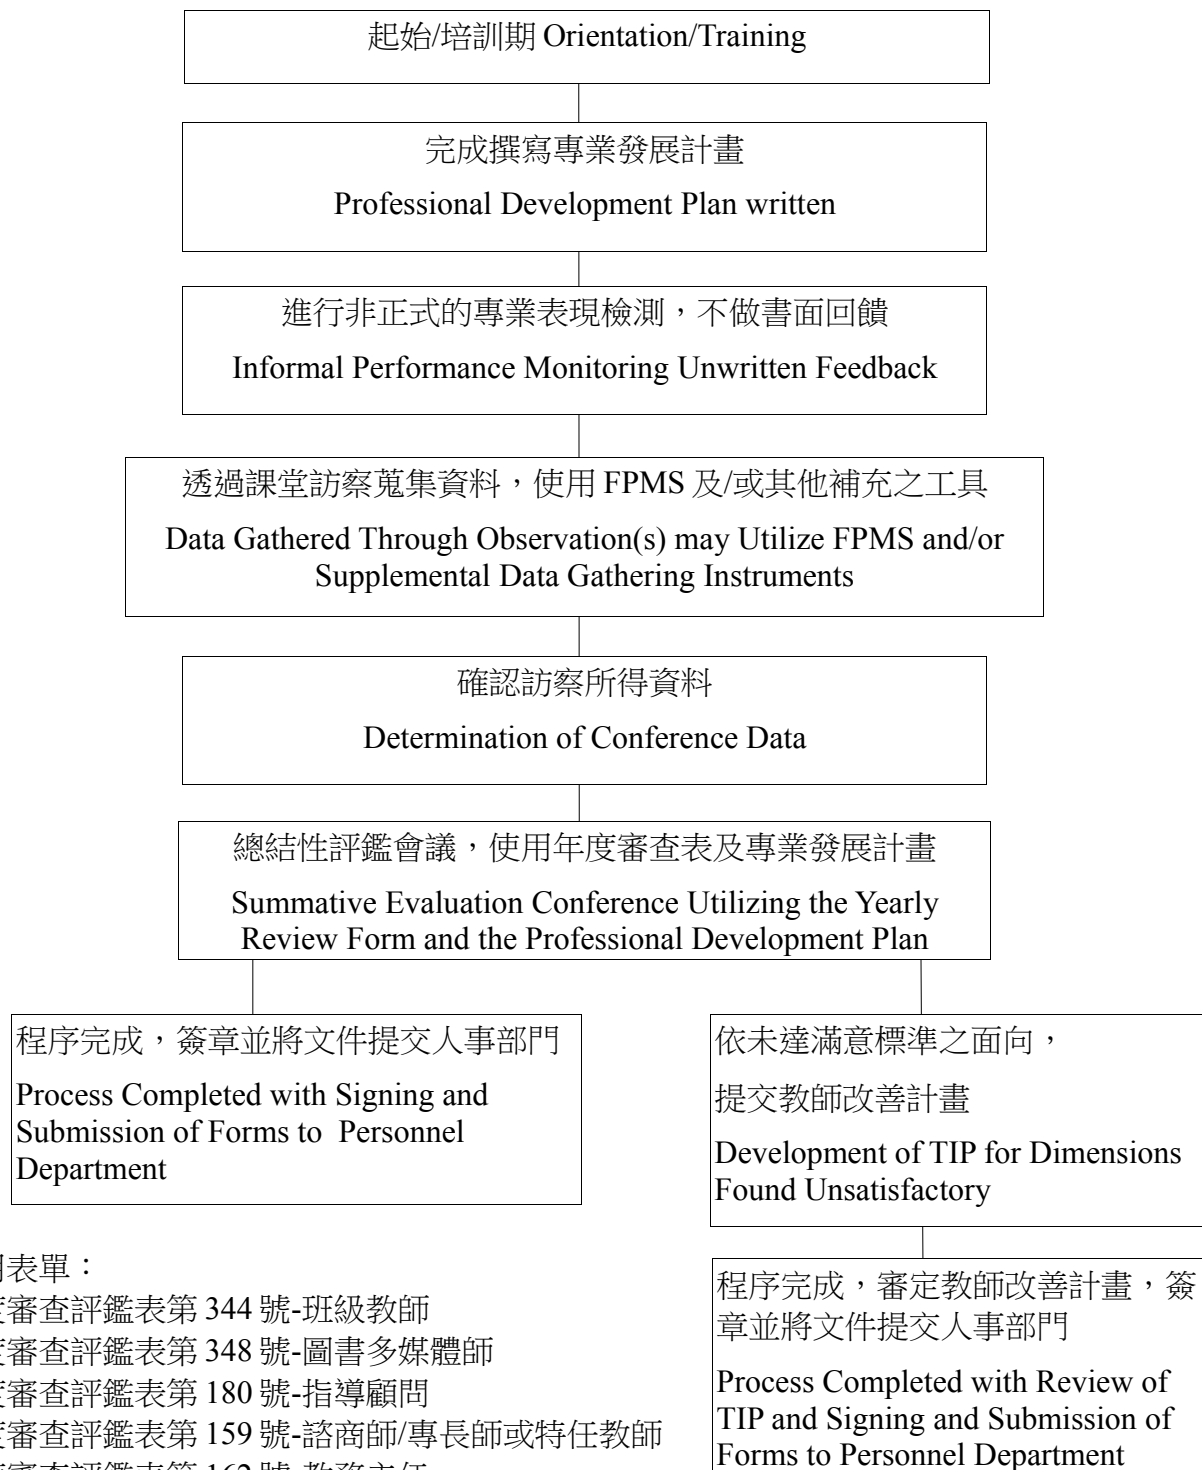 起始/培訓期 Orientation/Training
完成撰寫專業發展計畫
Professional Development Plan written
進行非正式的專業表現檢測，不做書面回饋
Informal Performance Monitoring Unwritten Feedback
透過課堂訪察蒐集資料，使用 FPMS 及/或其他補充之工具
Data Gathered Through Observation(s) may Utilize FPMS and/or
Supplemental Data Gathering Instruments
確認訪察所得資料
Determination of Conference Data
總結性評鑑會議，使用年度審查表及專業發展計畫
Summative Evaluation Conference Utilizing the Yearly
Review Form and the Professional Development Plan
程序完成，簽章並將文件提交人事部門
Process Completed with Signing and
Submission of Forms to Personnel
Department
依未達滿意標準之面向，
提交教師改善計畫
Development of TIP for Dimensions
Found Unsatisfactory
程序完成，審定教師改善計畫，簽
章並將文件提交人事部門
Process Completed with Review of
TIP and Signing and Submission of
Forms to Personnel Department
表單：
審查評鑑表第 344 號-班級教師
審查評鑑表第 348 號-圖書多媒體師
審查評鑑表第 180 號-指導顧問
審查評鑑表第 159 號-諮商師/專長師或特任教師